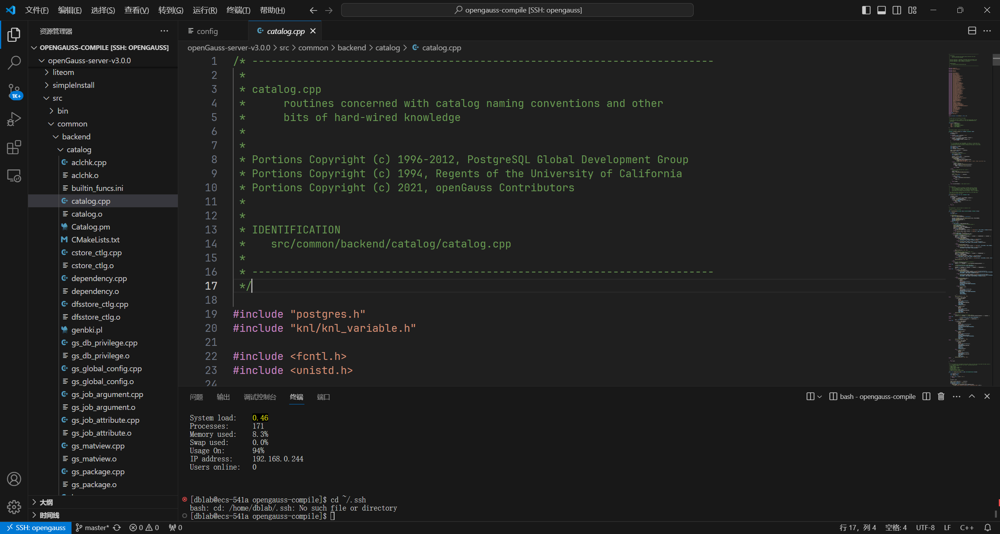 文件(F) 编辑(E) 选择(S) 查看(V) 转到(G) 运行(R) 终端(T) 帮助(H)
opengauss-compile [SSH: opengauss]
资源管理器
OPENGAUSS-COMPILE [SSH: OPENGAUSS]
openGauss-server-v3.0.0
liteom
simpleInstall
src
bin
common
backend
catalog
aclchk.cpp
aclchk.o
builtin_funcs.ini
catalog.cpp
catalog.o
Catalog.pm
CMakeLists.txt
cstore_ctlg.cpp
cstore_ctlg.o
dependency.cpp
dependency.o
dfsstore_ctlg.cpp
dfsstore_ctlg.o
genbki.pl
gs_db_privilege.cpp
gs_db_privilege.o
gs_global_config.cpp
gs_global_config.o
gs_job_argument.cpp
gs_job_argument.o
gs_job_attribute.cpp
gs_job_attribute.o
gs_matview.cpp
gs_matview.o
gs_package.cpp
gs_package.o
大纲
时间线
1K+
config
catalog.cpp
openGauss-server-v3.0.0 > src > common > backend > catalog > catalog.cpp
1 /* -------------------------------------------------------------------------
2 *
3 * catalog.cpp
4 * routines concerned with catalog naming conventions and other
5 * bits of hard-wired knowledge
6 *
7 *
8 * Portions Copyright (c) 1996-2012, PostgreSQL Global Development Group
9 * Portions Copyright (c) 1994, Regents of the University of California
10 * Portions Copyright (c) 2021, openGauss Contributors
11 *
12 *
13 * IDENTIFICATION
14 * src/common/backend/catalog/catalog.cpp
15 *
16 * -------------------------------------------------------------------------
17 */
18
19 #include "postgres.h"
20 #include "knl/knl_variable.h"
21
22 #include <fcntl.h>
23 #include <unistd.h>
24
问题 输出 调试控制台 终端 端口
bash - opengauss-compile
System load: 0.46
Processes: 171
Memory used: 8.3%
Swap used: 0.0%
Usage On: 94%
IP address: 192.168.0.244
Users online: 0
[dblab@ecs-541a opengauss-compile]$ cd ~/.ssh
bash: cd: /home/dblab/.ssh: No such file or directory
[dblab@ecs-541a opengauss-compile]$
SSH: opengauss master* 0 0 0
行 17，列 4 空格: 4 UTF-8 LF C++